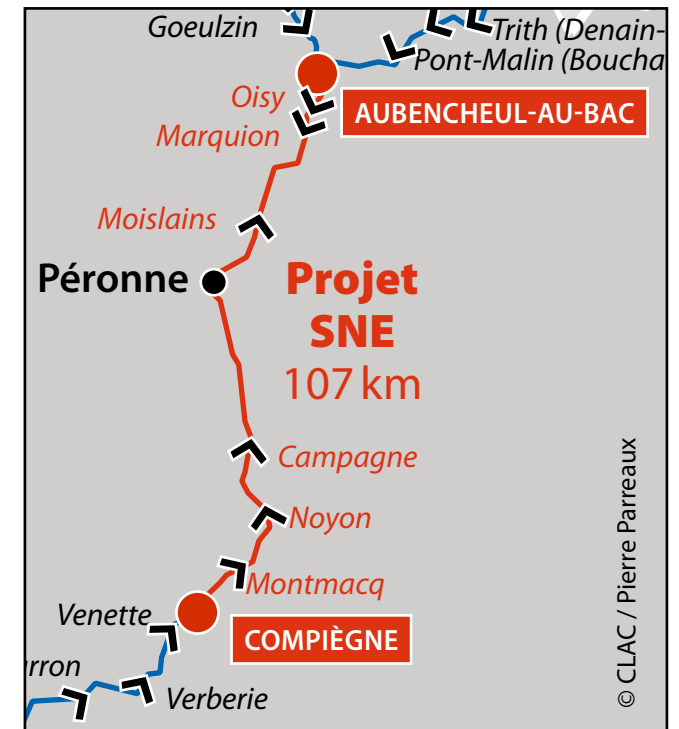 Goeulzin
Trith (Denain-
Pont-Malin (Boucha
Oisy
AUBENCHEUL-AU-BAC
Marquion
Moislains
Péronne
Projet
SNE
107 km
Campagne
Noyon
Montmacq
Venette
COMPIÈGNE
rron
Verberie
© CLAC / Pierre Parreaux